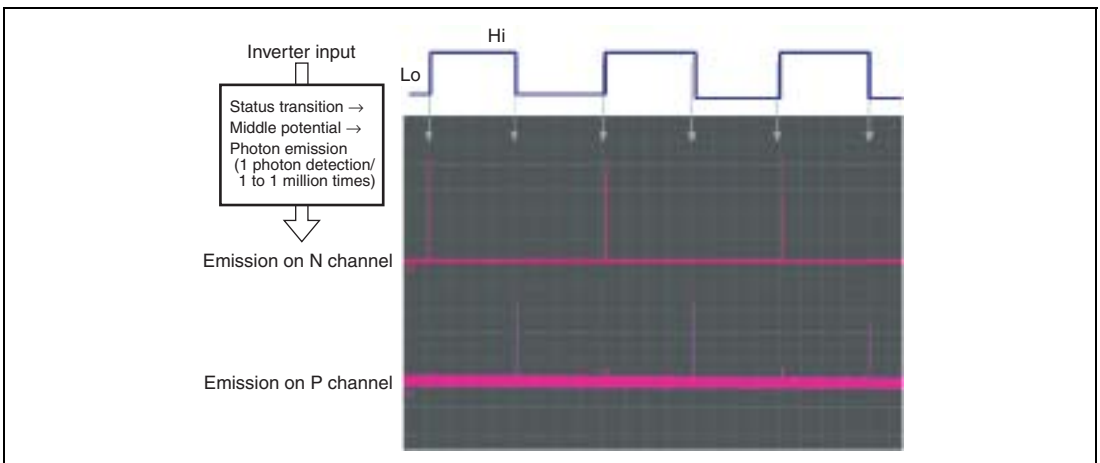 Hi
Inverter input
Lo
Status transition →
Middle potential →
Photon emission
(1 photon detection/
1 to 1 million times)
Emission on N channel
Emission on P channel